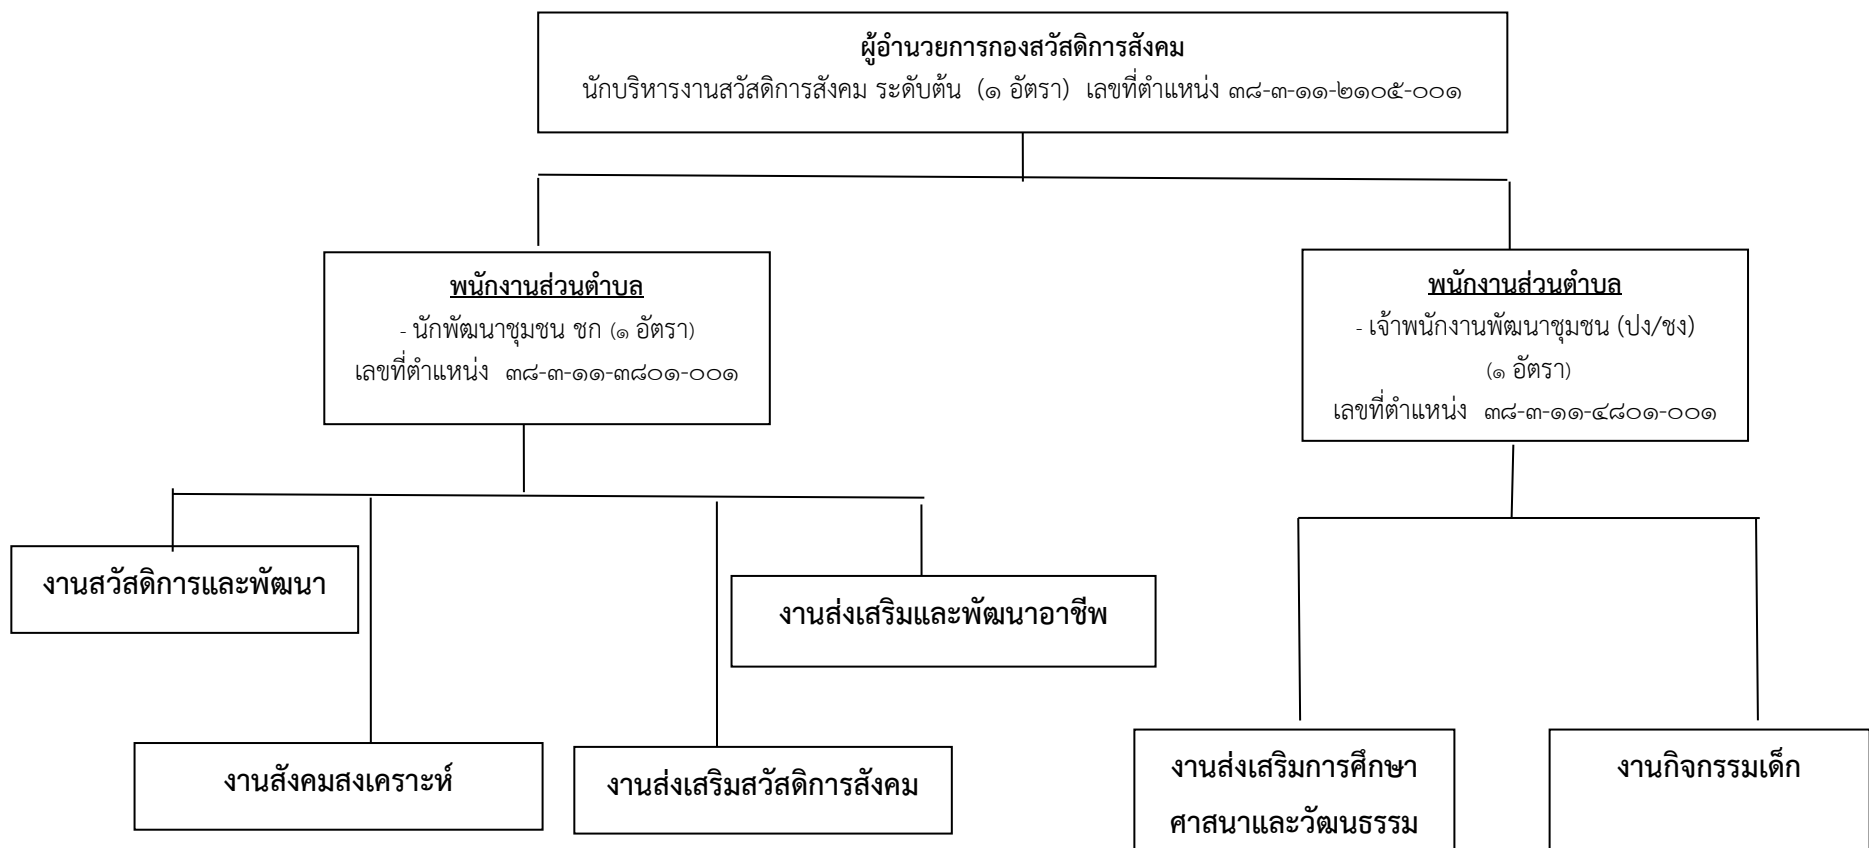 ผู้อำนวยการกองสวัสดิการสังคม
นักบริหารงานสวัสดิการสังคม ระดับต้น (๑ อัตรา) เลขที่ตำแหน่ง ๓๘-๓-๑๑-๒๑๐๕-๐๐๑
พนักงานส่วนตำบล
- นักพัฒนาชุมชน ชก (๑ อัตรา)
เลขที่ตำแหน่ง ๓๘-๓-๑๑-๓๘๐๑-๐๐๑
พนักงานส่วนตำบล
- เจ้าพนักงานพัฒนาชุมชน (ปง/ชง)
(๑ อัตรา)
เลขที่ตำแหน่ง ๓๘-๓-๑๑-๔๘๐๑-๐๐๑
งานสวัสดิการและพัฒนา
งานส่งเสริมและพัฒนาอาชีพ
งานสังคมสงเคราะห์
งานส่งเสริมสวัสดิการสังคม
งานส่งเสริมการศึกษา
ศาสนาและวัฒนธรรม
งานกิจกรรมเด็ก